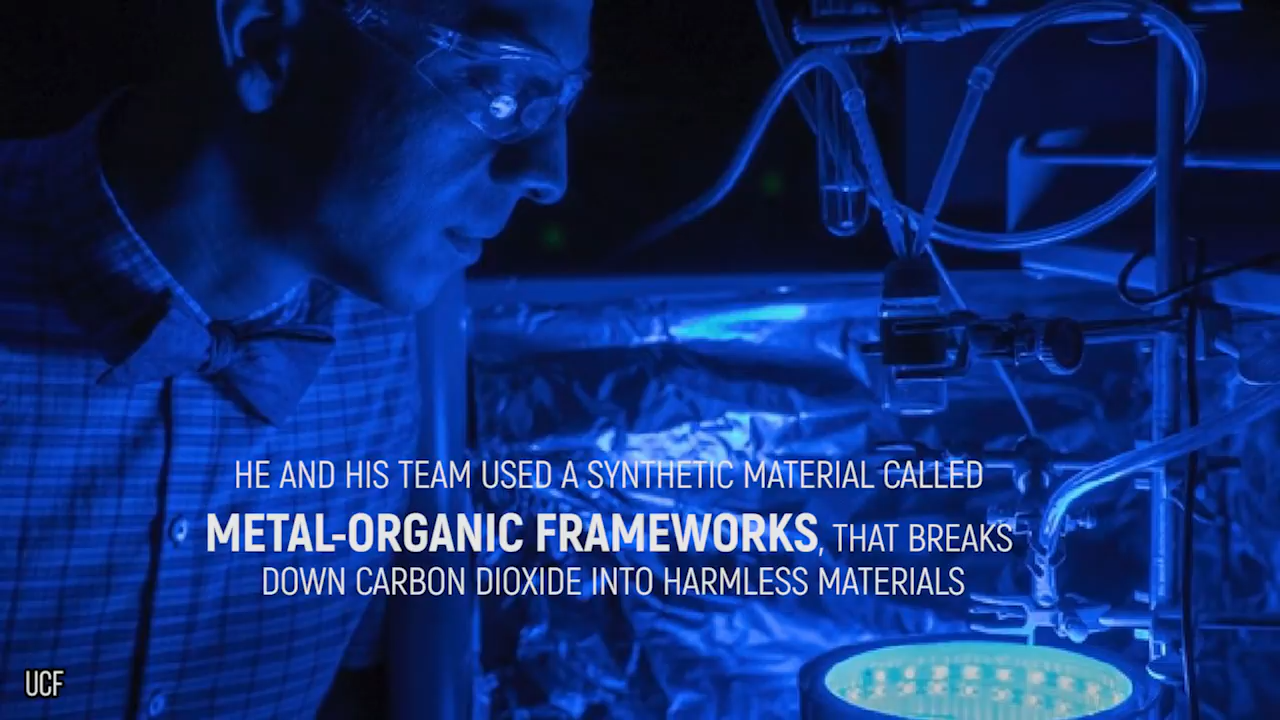 HE AND HIS TEAM USED A SYNTHETIC MATERIAL CALLED
METAL-ORGANIC FRAMEWORKS, THAT BREAKS
DOWN CARBON DIOXIDE INTO HARMLESS MATERIALS
UCF